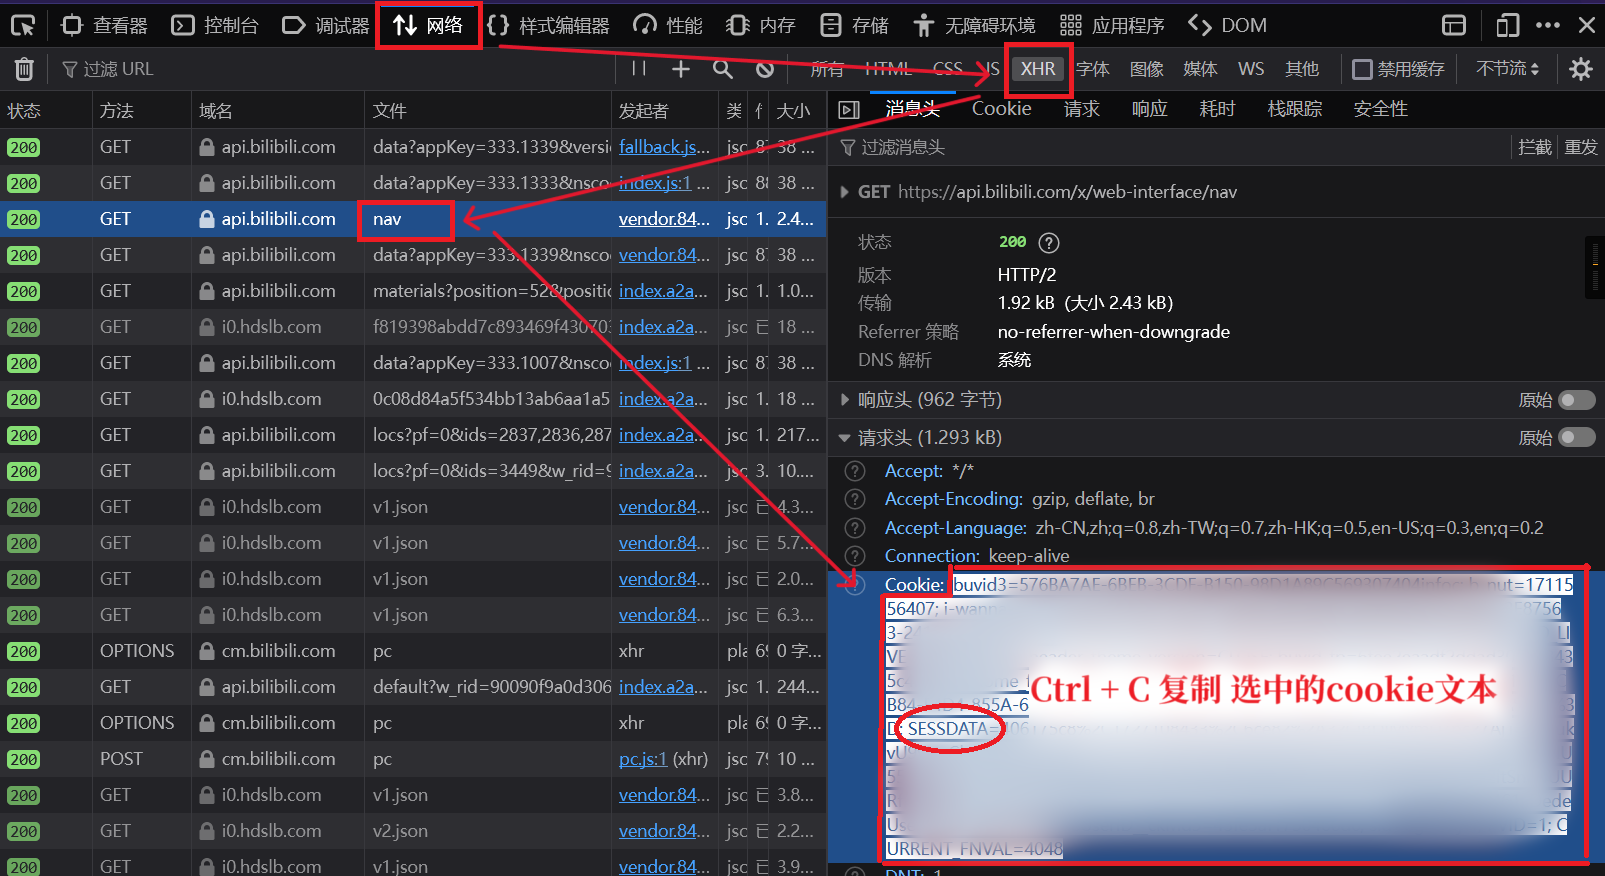 查看器 控制台 调试器 网络 样式编辑器 性能 内存 存储 无障碍环境 应用程序 DOM
过滤 URL 所有 HTML CSS JS XHR 字体 图像 媒体 WS 其他 禁用缓存 不节流
状态 方法 域名 文件 发起者 类 大小
200 GET api.bilibili.com data?appKey=333.1339&versio fallback.js... jsc 87 38 ...
200 GET api.bilibili.com data?appKey=333.1333&nsco index.js:1 ... jsc 88 38 ...
200 GET api.bilibili.com nav vendor.84... jsc 1. 2.4...
200 GET api.bilibili.com data?appKey=333.1339&nsco vendor.84... jsc 87 38 ...
200 GET api.bilibili.com materials?position=52&positio index.a2a... jsc 1. 1.0...
200 GET i0.hdslb.com f819398abdd7c893469f430703 index.a2a... jsc 已 18 ...
200 GET api.bilibili.com data?appKey=333.1007&nsco index.js:1 ... jsc 87 38 ...
200 GET i0.hdslb.com 0c08d84a5f534bb13ab6aa1a5 index.a2a... jsc 1. 18 ...
200 GET api.bilibili.com locs?pf=0&ids=2837,2836,287 index.a2a... jsc 1. 217...
200 GET api.bilibili.com locs?pf=0&ids=3449&w_rid=9 index.a2a... jsc 3. 10....
200 GET i0.hdslb.com v1.json vendor.84... jsc 已 4.3...
200 GET i0.hdslb.com v1.json vendor.84... jsc 已 5.7...
200 GET i0.hdslb.com v1.json vendor.84... jsc 已 2.0...
200 GET i0.hdslb.com v1.json vendor.84... jsc 已 6.3...
200 OPTIONS cm.bilibili.com pc xhr pla 69 0 字...
200 GET api.bilibili.com default?w_rid=90090f9a0d306 index.a2a... jsc 1. 244...
200 OPTIONS cm.bilibili.com pc xhr pla 69 0 字...
200 POST cm.bilibili.com pc pc.js:1 (xhr) jsc 79 10 ...
200 GET i0.hdslb.com v1.json vendor.84... jsc 已 3.8...
200 GET i0.hdslb.com v2.json vendor.84... jsc 已 2.2...
200 GET i0.hdslb.com v1.json vendor.84... jsc 已 3.9...
消息头 Cookie 请求 响应 耗时 栈跟踪 安全性
过滤消息头 拦截 重发
GET https://api.bilibili.com/x/web-interface/nav
状态 200
版本 HTTP/2
传输 1.92 kB (大小 2.43 kB)
Referrer 策略 no-referrer-when-downgrade
DNS 解析 系统
响应头 (962 字节) 原始
请求头 (1.293 kB) 原始
Accept: */*
Accept-Encoding: gzip, deflate, br
Accept-Language: zh-CN,zh;q=0.8,zh-TW;q=0.7,zh-HK;q=0.5,en-US;q=0.3,en;q=0.2
Connection: keep-alive
Cookie: nut=17115
56407; 58756
Ctrl + C 复制 选中的cookie文本
B84 855A-6
D; SESSDATA=
D=1; C
URRENT_FNVAL=4048
DNT: 1